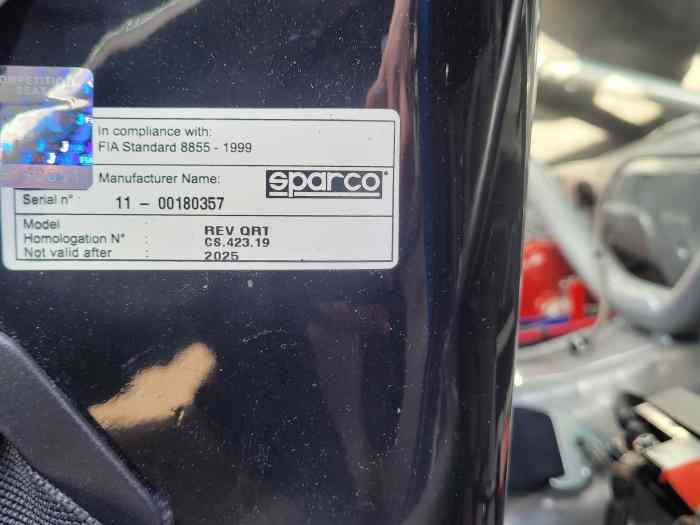 COMPETITION
SEAT
In compliance with:
FIA Standard 8855 - 1999
Manufacturer Name: sparco
Serial n° : 11 - 00180357
Model : REV QRT
Homologation N° : CS.423.19
Not valid after : 2025